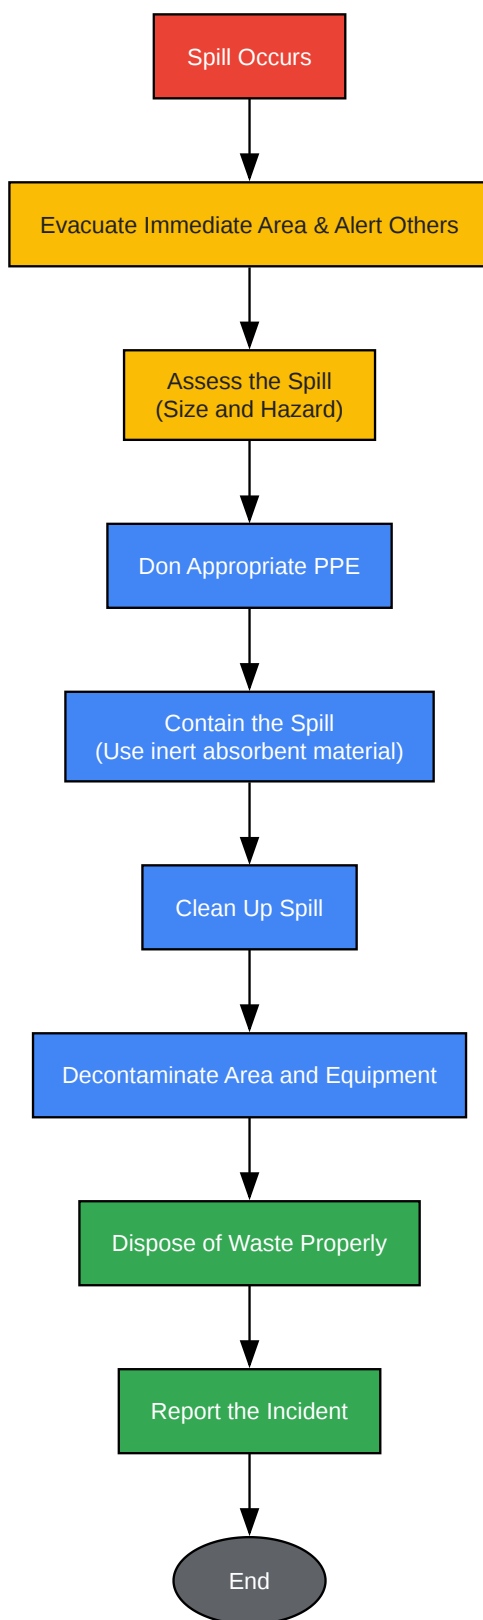 Spill Occurs
Evacuate Immediate Area & Alert Others
Assess the Spill
(Size and Hazard)
Don Appropriate PPE
Contain the Spill
(Use inert absorbent material)
Clean Up Spill
Decontaminate Area and Equipment
Dispose of Waste Properly
Report the Incident
End